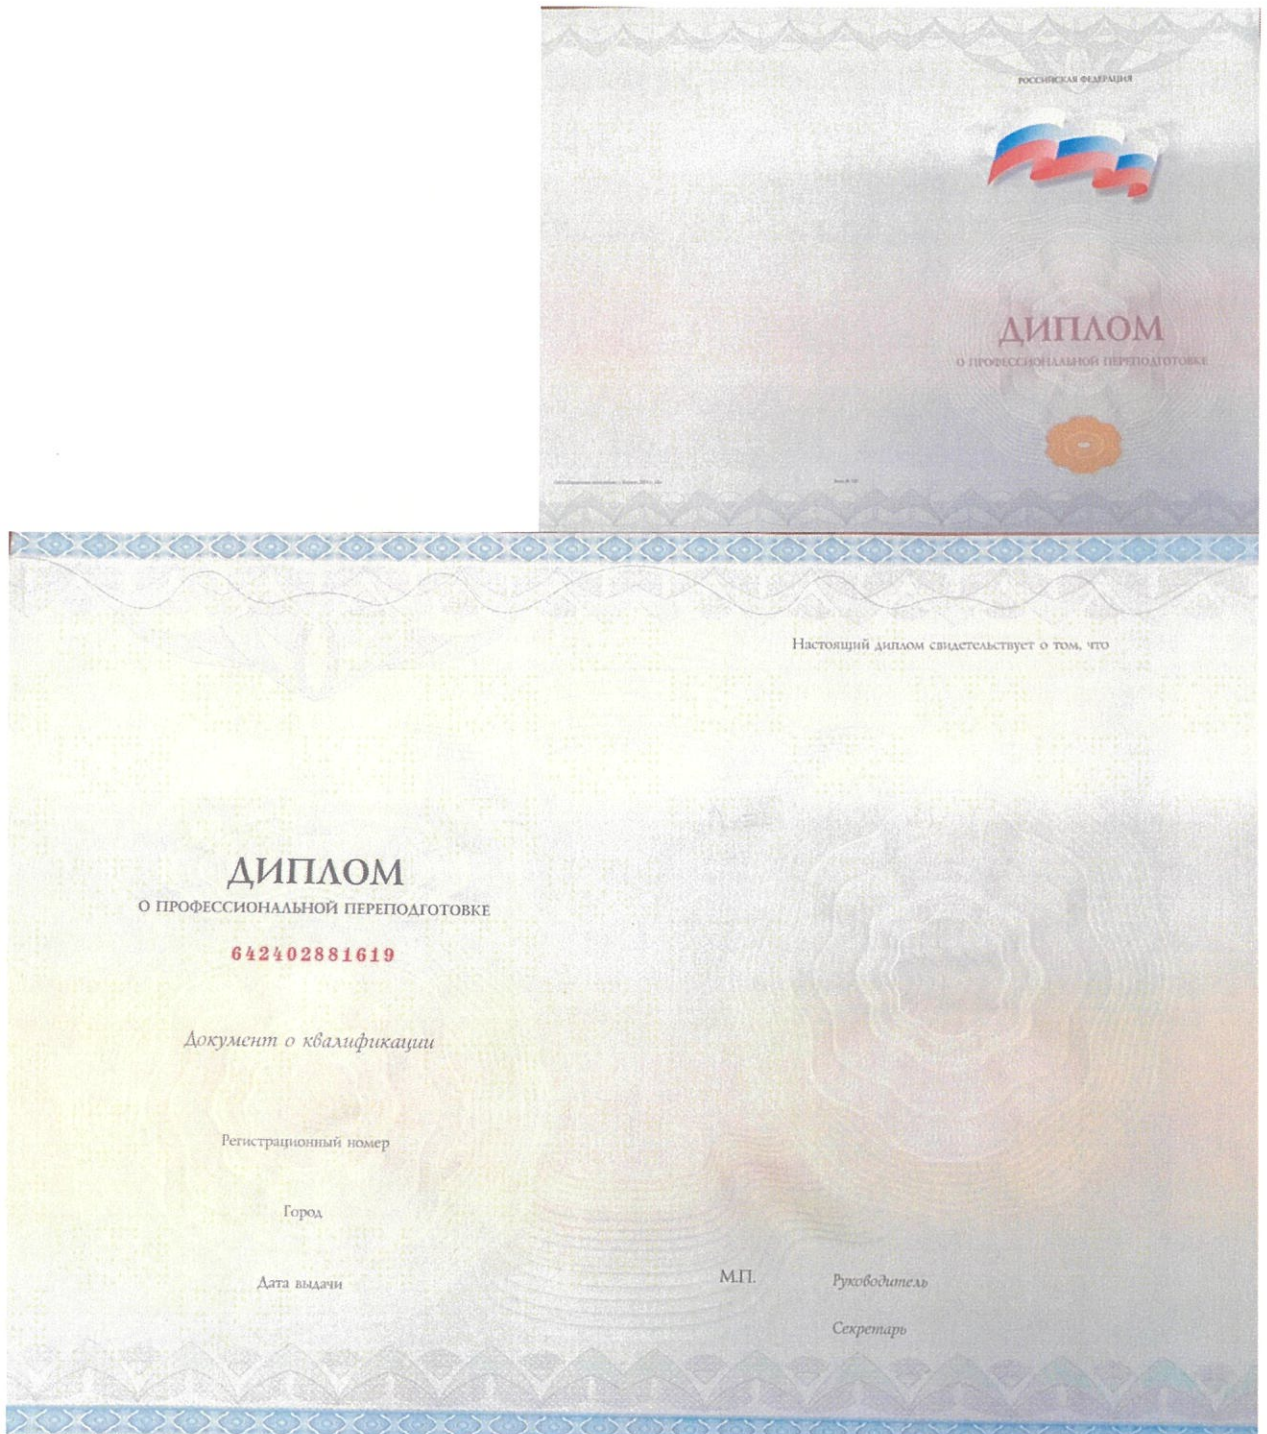 РОССИЙСКАЯ ФЕДЕРАЦИЯ
ДИПЛОМ
О ПРОФЕССИОНАЛЬНОЙ ПЕРЕПОДГОТОВКЕ
Настоящий диплом свидетельствует о том, что
ДИПЛОМ
О ПРОФЕССИОНАЛЬНОЙ ПЕРЕПОДГОТОВКЕ
642402881619
Документ о квалификации
Регистрационный номер
Город
Дата выдачи
М.П.
Руководитель
Секретарь